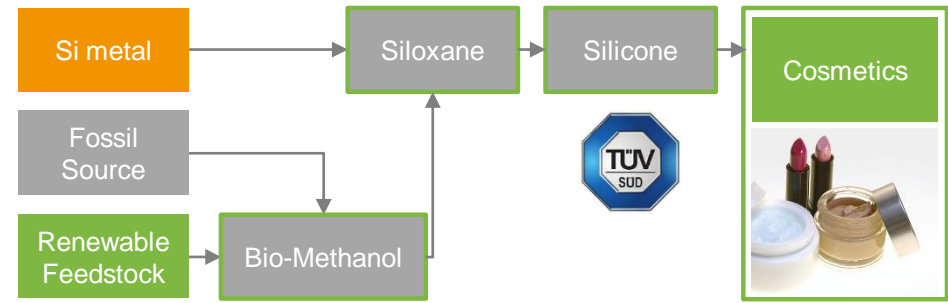 Si metal
Siloxane
Silicone
Cosmetics
Fossil
Source
TÜV
SÜD
Renewable
Feedstock
Bio-Methanol